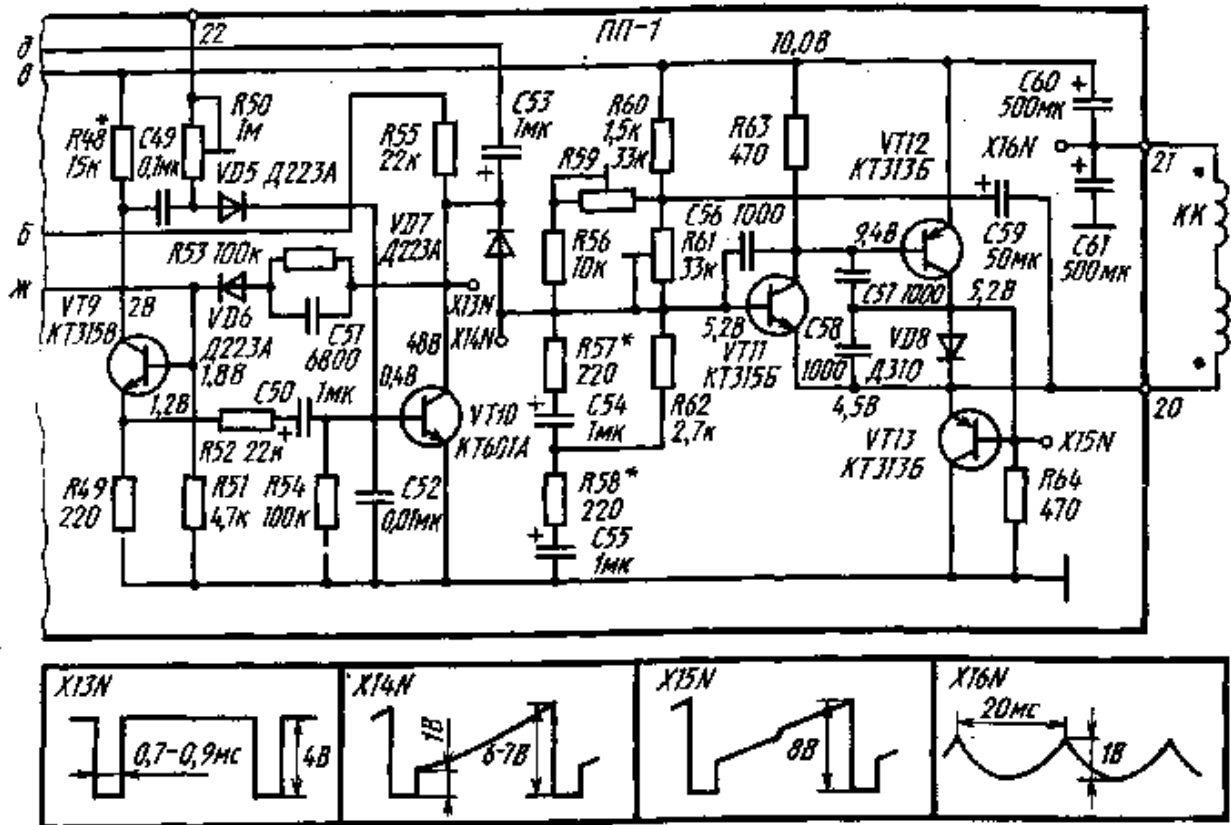 22
ПП-1
10,0В
д
в
б
ж
R48*
15к
C49
0,1мк
R50
1м
VD5 Д223А
R55
22к
C53
1мк
R60
1,5к
33к
R59
R63
470
VT12
КТ313Б
C60
500мк
X16N
21
КК
C61
500мк
R53 100к
VD7
Д223А
R56
10к
C56 1000
R61
33к
9,4В
C59
50мк
C57 1000
5,2В
VT9
КТ315В
2В
VD6
Д223А
C51
6800
X13N
X14N
1,8В
1,2В
C50
1мк
48В
0,4В
R57*
220
5,2В
VT11
КТ315Б
C58
1000
VD8
Д310
4,5В
20
R52 22к
VT10
КТ601А
C54
1мк
R62
2,7к
VT13
КТ313Б
X15N
R49
220
R51
4,7к
R54
100к
C52
0,01мк
R58*
220
C55
1мк
R64
470
X13N
0,7-0,9мс
4В
X14N
1В
6-7В
X15N
8В
X16N
20мс
1В